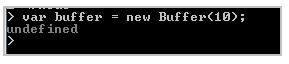 > var buffer = new Buffer(10);
undefined
>